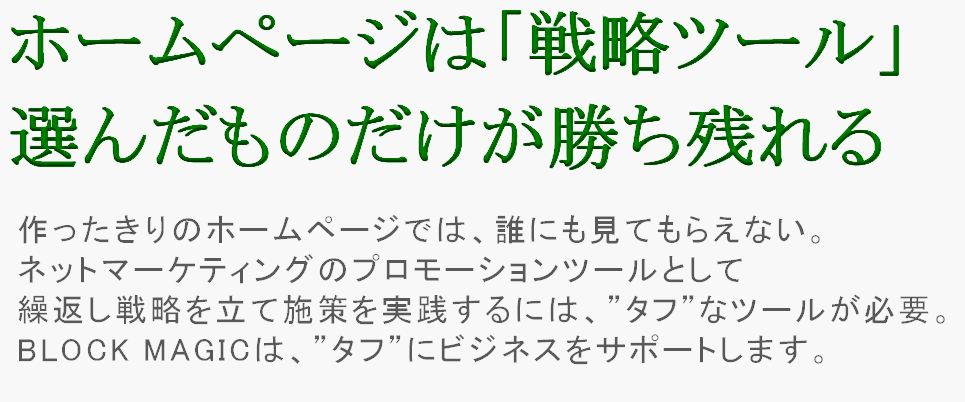 ホームページは「戦略ツール」
選んだものだけが勝ち残れる
作ったきりのホームページでは、誰にも見てもらえない。
ネットマーケティングのプロモーションツールとして
繰返し戦略を立て施策を実践するには、”タフ”なツールが必要。
BLOCK MAGICは、”タフ”にビジネスをサポートします。